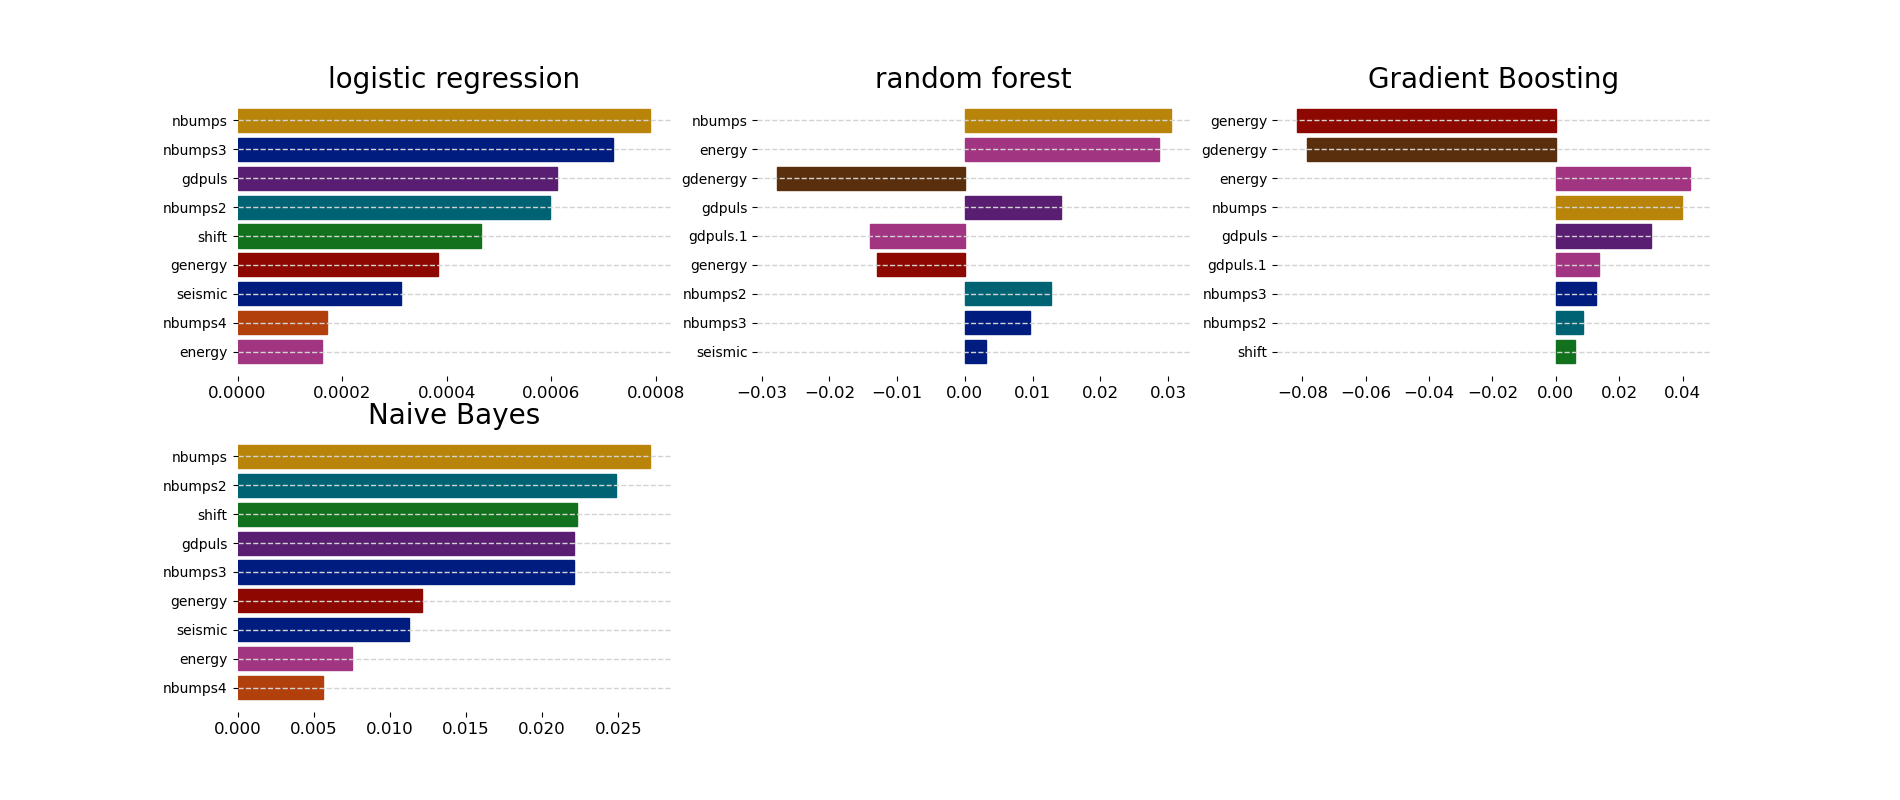 logistic regression
nbumps
nbumps3
gdpuls
nbumps2
shift
genergy
seismic
nbumps4
energy
0.0000 0.0002 0.0004 0.0006 0.0008
random forest
nbumps
energy
gdenergy
gdpuls
gdpuls.1
genergy
nbumps2
nbumps3
seismic
−0.03 −0.02 −0.01 0.00 0.01 0.02 0.03
Gradient Boosting
genergy
gdenergy
energy
nbumps
gdpuls
gdpuls.1
nbumps3
nbumps2
shift
−0.08 −0.06 −0.04 −0.02 0.00 0.02 0.04
Naive Bayes
nbumps
nbumps2
shift
gdpuls
nbumps3
genergy
seismic
energy
nbumps4
0.000 0.005 0.010 0.015 0.020 0.025